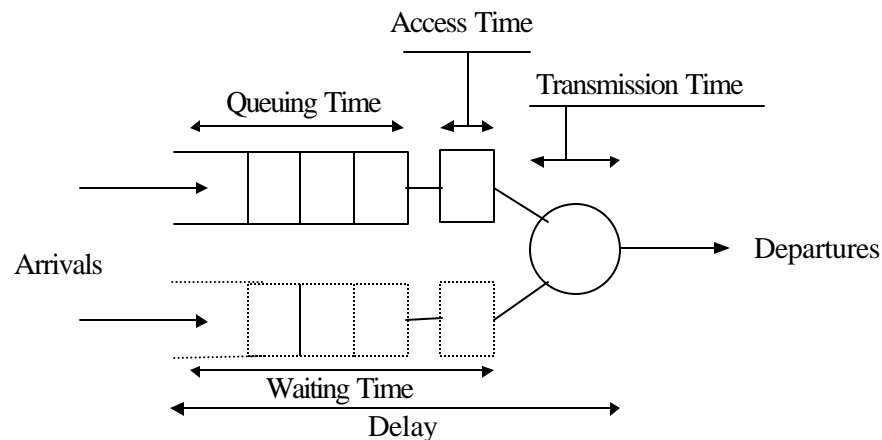 Access Time
Transmission Time
Queuing Time
Arrivals
Departures
Waiting Time
Delay